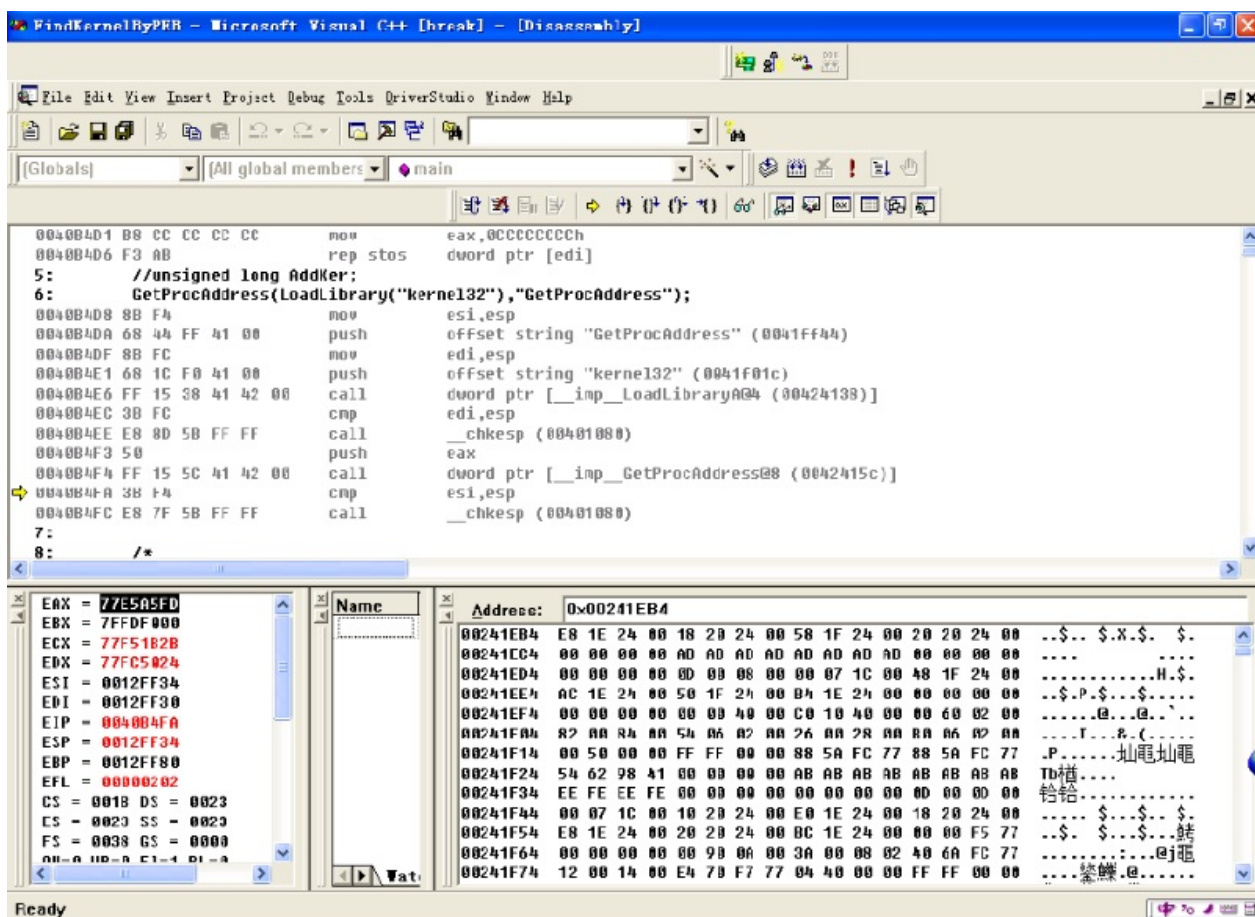 FindKernelByPEB - Microsoft Visual C++ [break] - [Disassembly]
File Edit View Insert Project Debug Tools DriverStudio Window Help
(Globals) (All global members main
0040B4D1 B8 CC CC CC CC mov eax,0CCCCCCCCh
0040B4D6 F3 AB rep stos dword ptr [edi]
5: //unsigned long AddKer;
6: GetProcAddress(LoadLibrary("kernel32"),"GetProcAddress");
0040B4D8 8B F4 mov esi,esp
0040B4DA 68 44 FF 41 00 push offset string "GetProcAddress" (0041ff44)
0040B4DF 8B FC mov edi,esp
0040B4E1 68 1C F0 41 00 push offset string "kernel32" (0041f01c)
0040B4E6 FF 15 38 41 42 00 call dword ptr [__imp__LoadLibraryA@4 (00424138)]
0040B4EC 3B FC cmp edi,esp
0040B4EE E8 8D 5B FF FF call __chkesp (00401080)
0040B4F3 50 push eax
0040B4F4 FF 15 5C 41 42 00 call dword ptr [__imp__GetProcAddress@8 (0042415c)]
0040B4FA 3B F4 cmp esi,esp
0040B4FC E8 7F 5B FF FF call __chkesp (00401080)
7:
8: /*
EAX = 77E5A5FD
EBX = 7FFDF000
ECX = 77F51B2B
EDX = 77FC5024
ESI = 0012FF34
EDI = 0012FF30
EIP = 0040B4FA
ESP = 0012FF34
EBP = 0012FF80
EFL = 00000202
CS = 001B DS = 0023
ES = 0023 SS = 0023
FS = 0038 GS = 0000
Name
Address: 0x00241EB4
00241EB4 E8 1E 24 00 18 20 24 00 58 1F 24 00 20 20 24 00 ..$.. $.X.$. $.
00241EC4 00 00 00 00 AD AD AD AD AD AD AD AD 00 00 00 00
00241ED4 00 00 00 00 0D 00 08 00 00 07 1C 00 48 1F 24 00 ............H.$.
00241EE4 AC 1E 24 00 50 1F 24 00 B4 1E 24 00 00 00 00 00 ..$.P.$...$.....
00241EF4 00 00 00 00 00 00 40 00 C0 10 40 00 00 60 02 00 ......@...@..`..
00241F04 82 00 84 00 54 06 02 00 26 00 28 00 B0 06 02 00
00241F14 00 50 00 00 FF FF 00 00 88 5A FC 77 88 5A FC 77
00241F24 54 62 98 41 00 00 00 00 AB AB AB AB AB AB AB AB
00241F34 EE FE EE FE 00 00 00 00 00 00 00 00 0D 00 0D 00
00241F44 00 07 1C 00 10 20 24 00 E0 1E 24 00 18 20 24 00
00241F54 E8 1E 24 00 20 20 24 00 BC 1E 24 00 00 00 F5 77
00241F64 00 00 00 00 00 90 0A 00 3A 00 08 02 40 6A FC 77
00241F74 12 00 14 00 E4 7B F7 77 04 40 00 00 FF FF 00 00
Ready